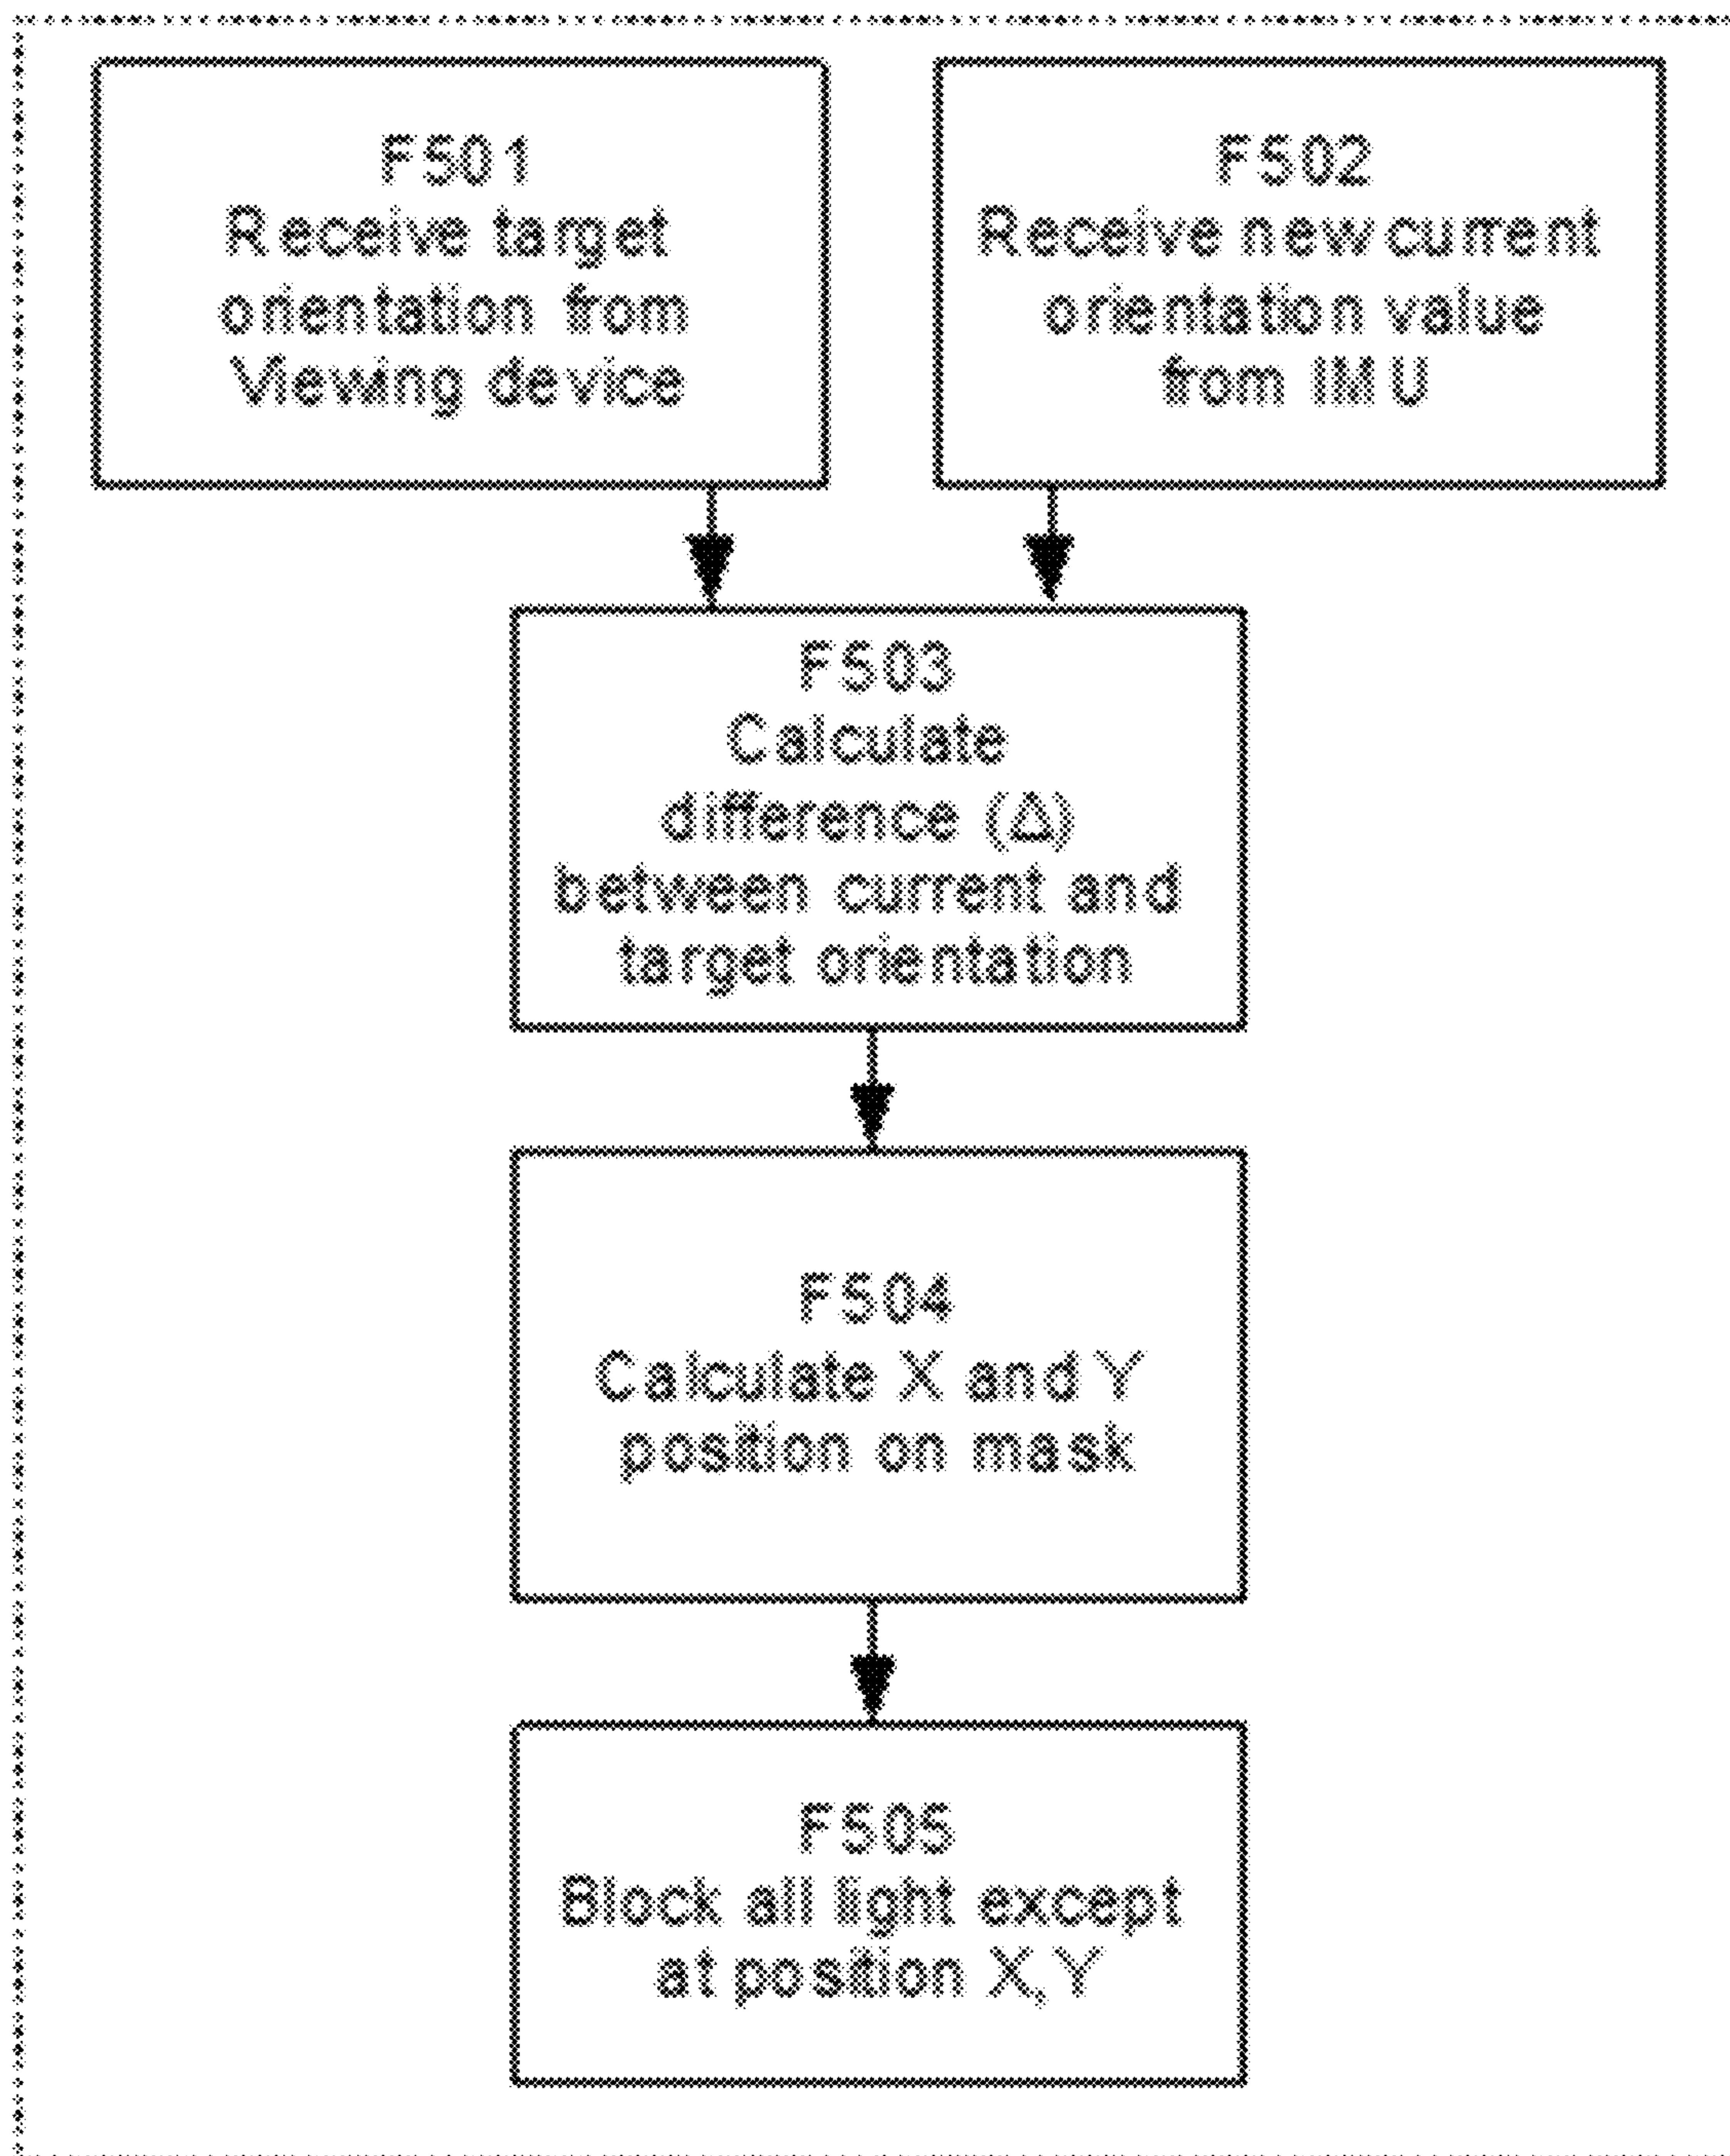 F501
Receive target
orientation from
Viewing device
F502
Receive new current
orientation value
from IMU
F503
Calculate
difference (Δ)
between current and
target orientation
F504
Calculate X and Y
position on mask
F505
Block all light except
at position X,Y